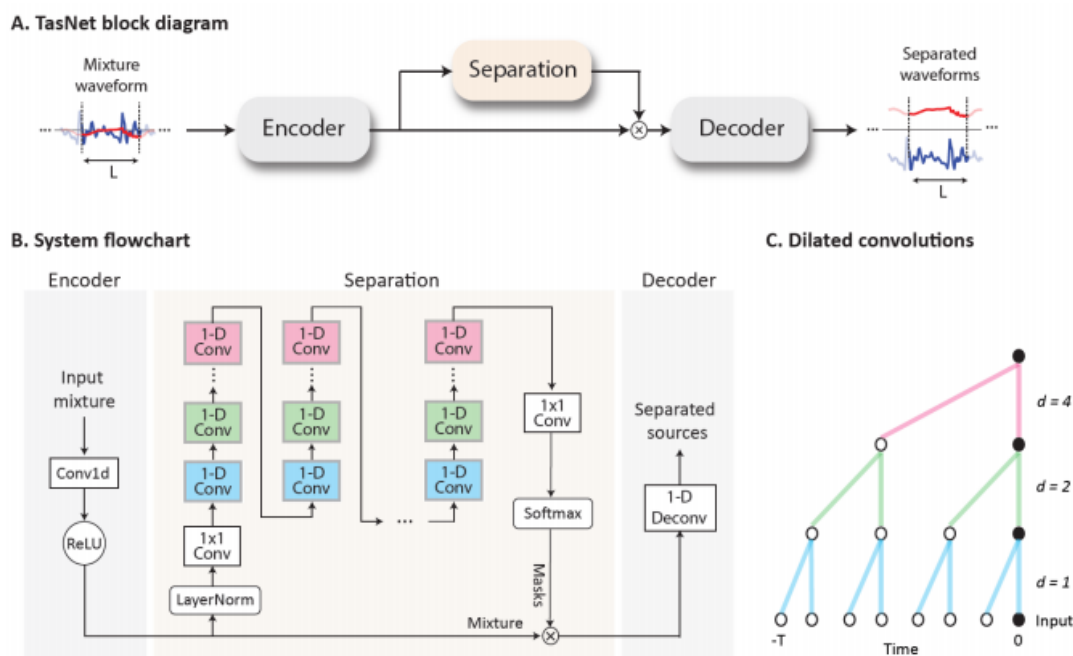 A. TasNet block diagram
Mixture
waveform
Separation
Separated
waveforms
Encoder
Decoder
...
...
...
...
L
L
B. System flowchart
C. Dilated convolutions
Encoder
Separation
Decoder
Input
mixture
Conv1d
ReLU
1-D
Conv
1-D
Conv
1-D
Conv
1x1
Conv
LayerNorm
1-D
Conv
1-D
Conv
1-D
Conv
...
1-D
Conv
1-D
Conv
1-D
Conv
1x1
Conv
Softmax
Masks
Mixture
Separated
sources
1-D
Deconv
d = 4
d = 2
d = 1
Input
-T
Time
0